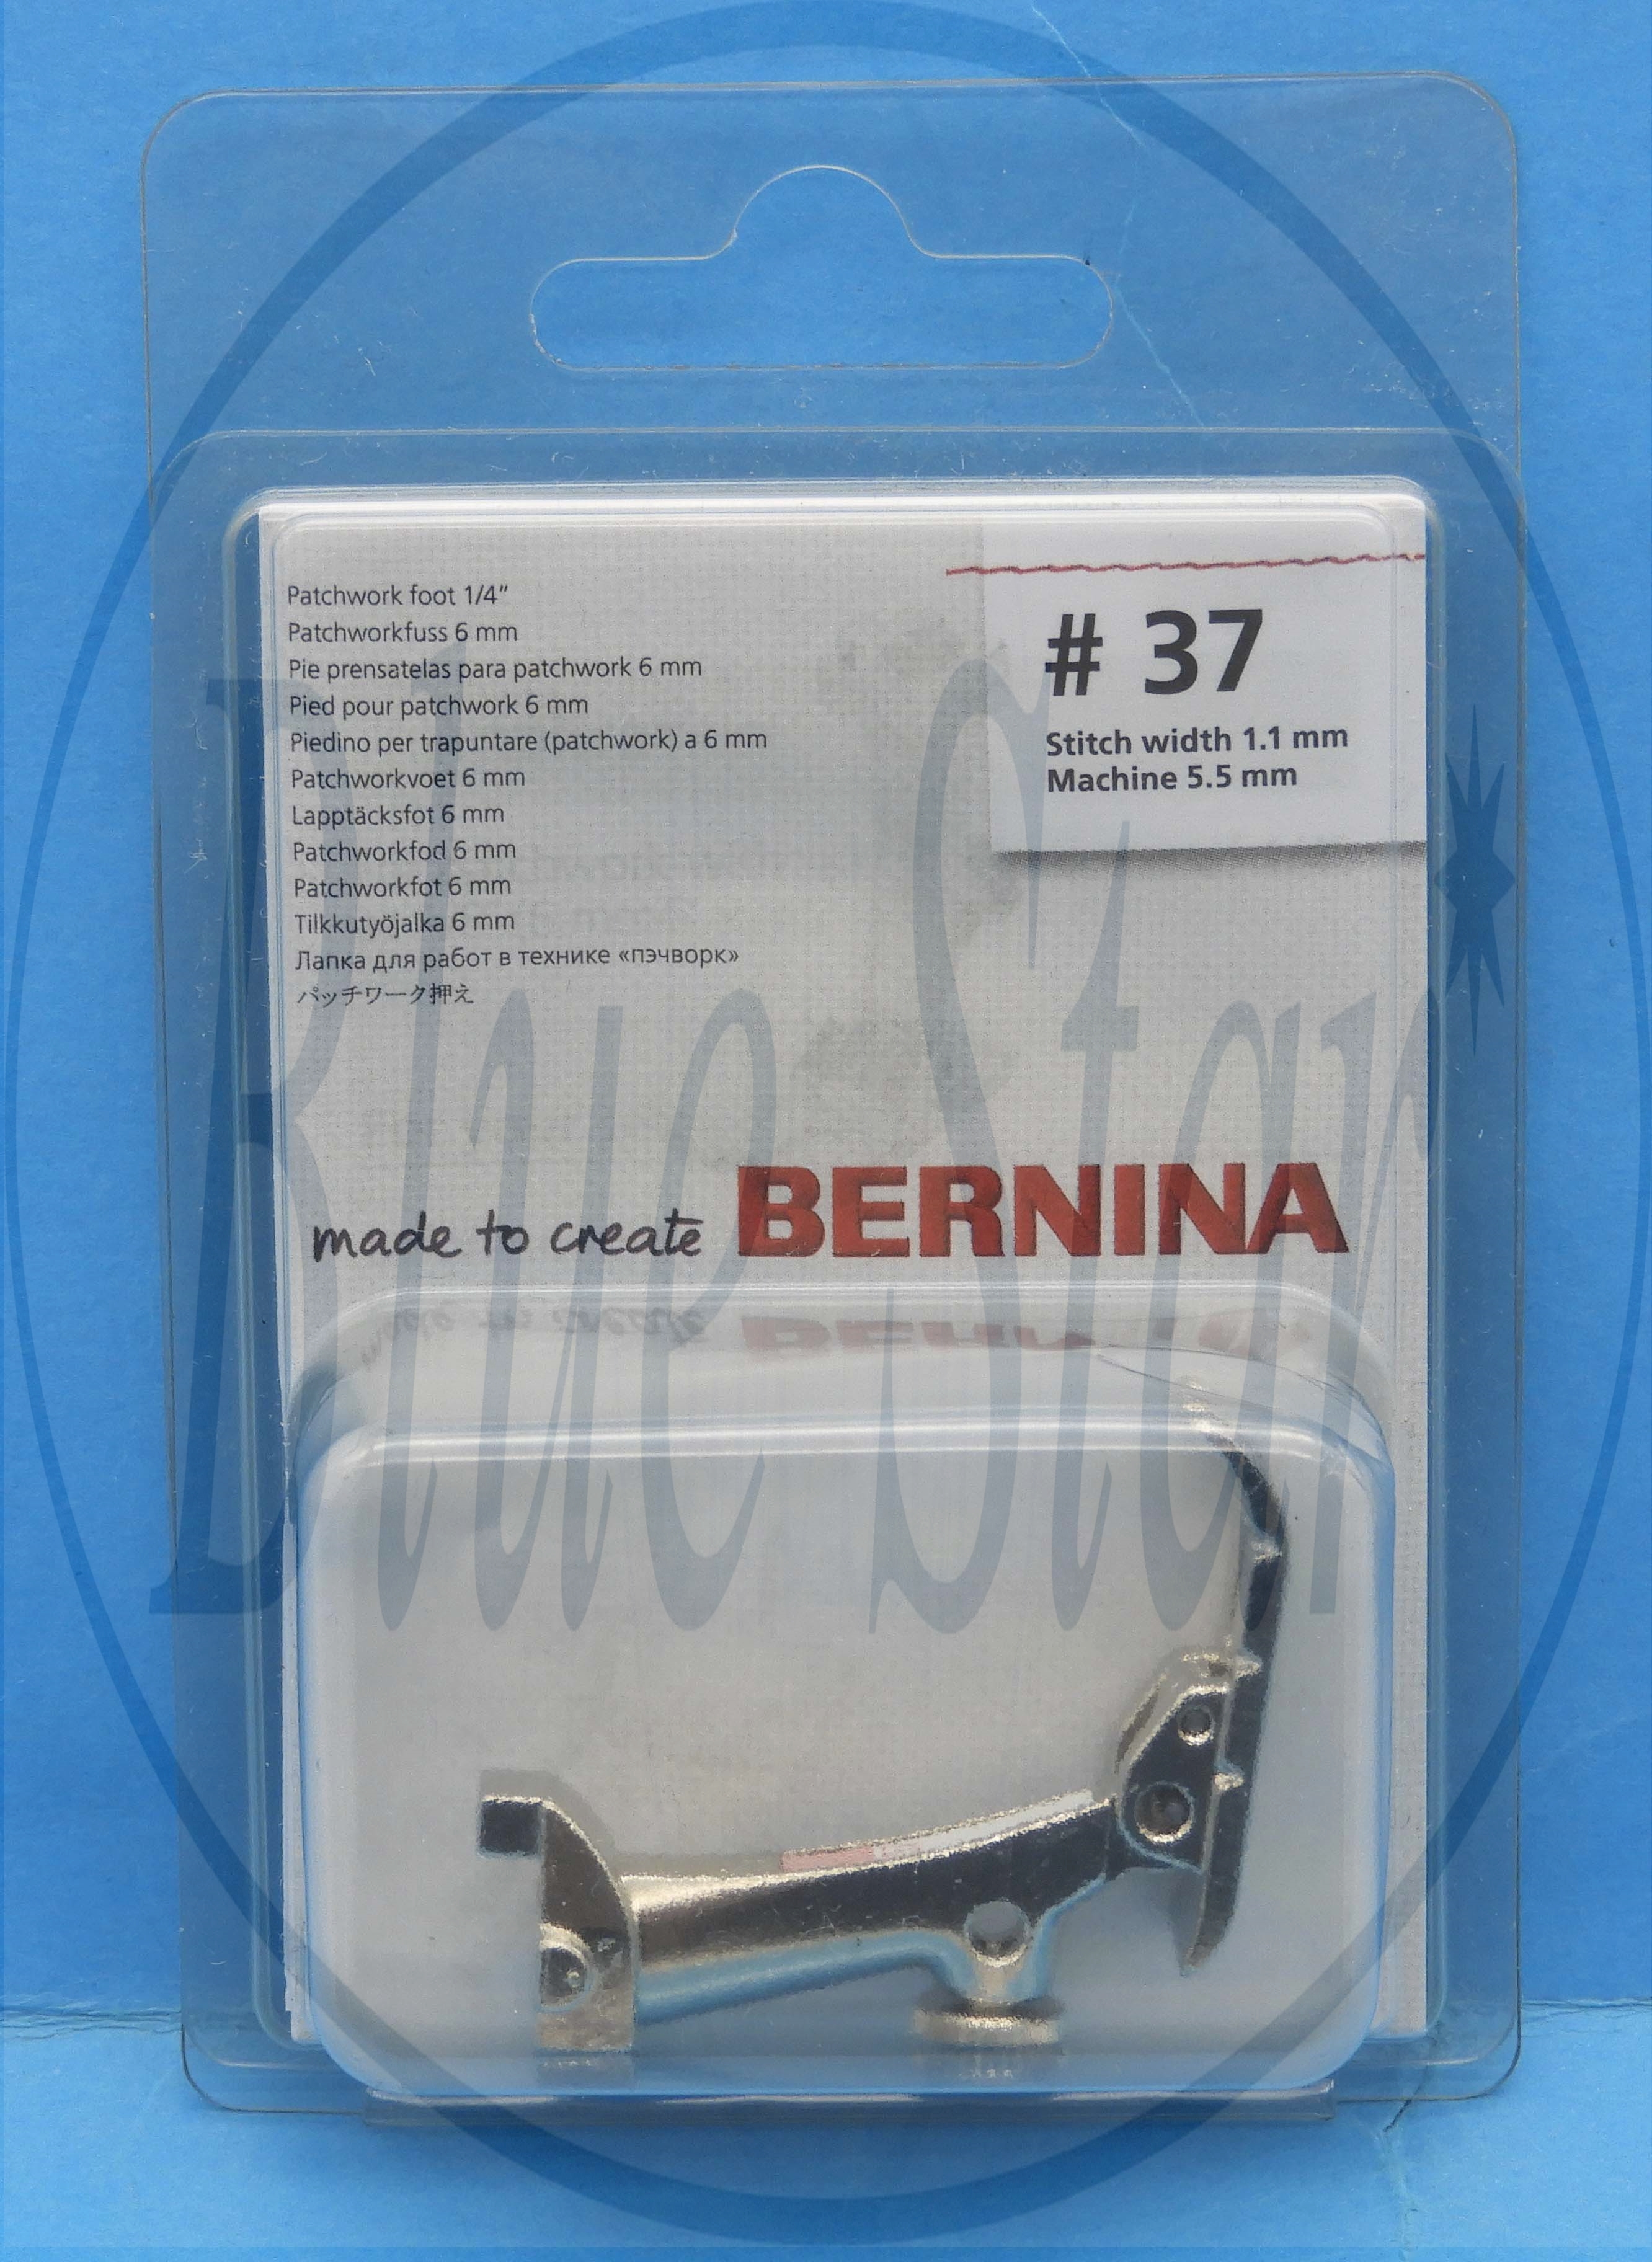 Patchwork foot 1/4”
Patchworkfuss 6 mm
Pie prensatelas para patchwork 6 mm
Pied pour patchwork 6 mm
Piedino per trapuntare (patchwork) a 6 mm
Patchworkvoet 6 mm
Lapptäcksfot 6 mm
Patchworkfod 6 mm
Patchworkfot 6 mm
Tilkkutyöjalka 6 mm
Лапка для работ в технике «пэчворк»
パッチワーク押え
# 37
Stitch width 1.1 mm
Machine 5.5 mm
made to create BERNINA
Blue Star